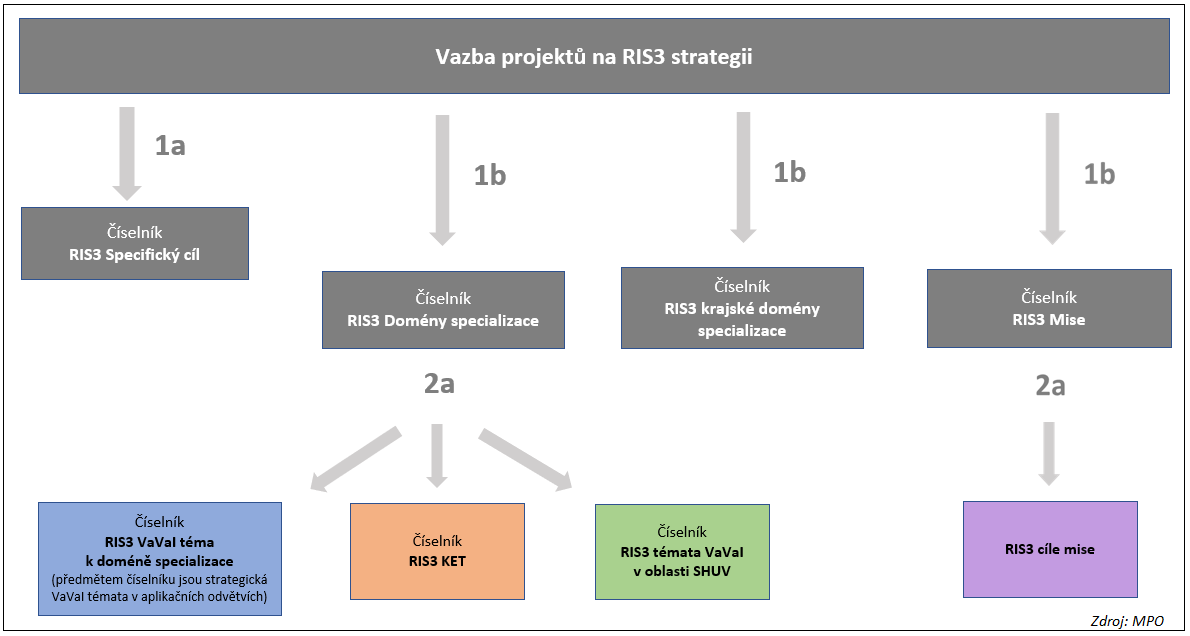 Vazba projektů na RIS3 strategii
1a
1b
1b
1b
Číselník
RIS3 Specifický cíl
Číselník
RIS3 Domény specializace
Číselník
RIS3 krajské domény
specializace
Číselník
RIS3 Mise
2a
2a
Číselník
RIS3 VaVaI téma
k doméně specializace
(předmětem číselníku jsou strategická
VaVaI témata v aplikačních odvětvích)
Číselník
RIS3 KET
Číselník
RIS3 témata VaVaI
v oblasti SHUV
RIS3 cíle mise
Zdroj: MPO